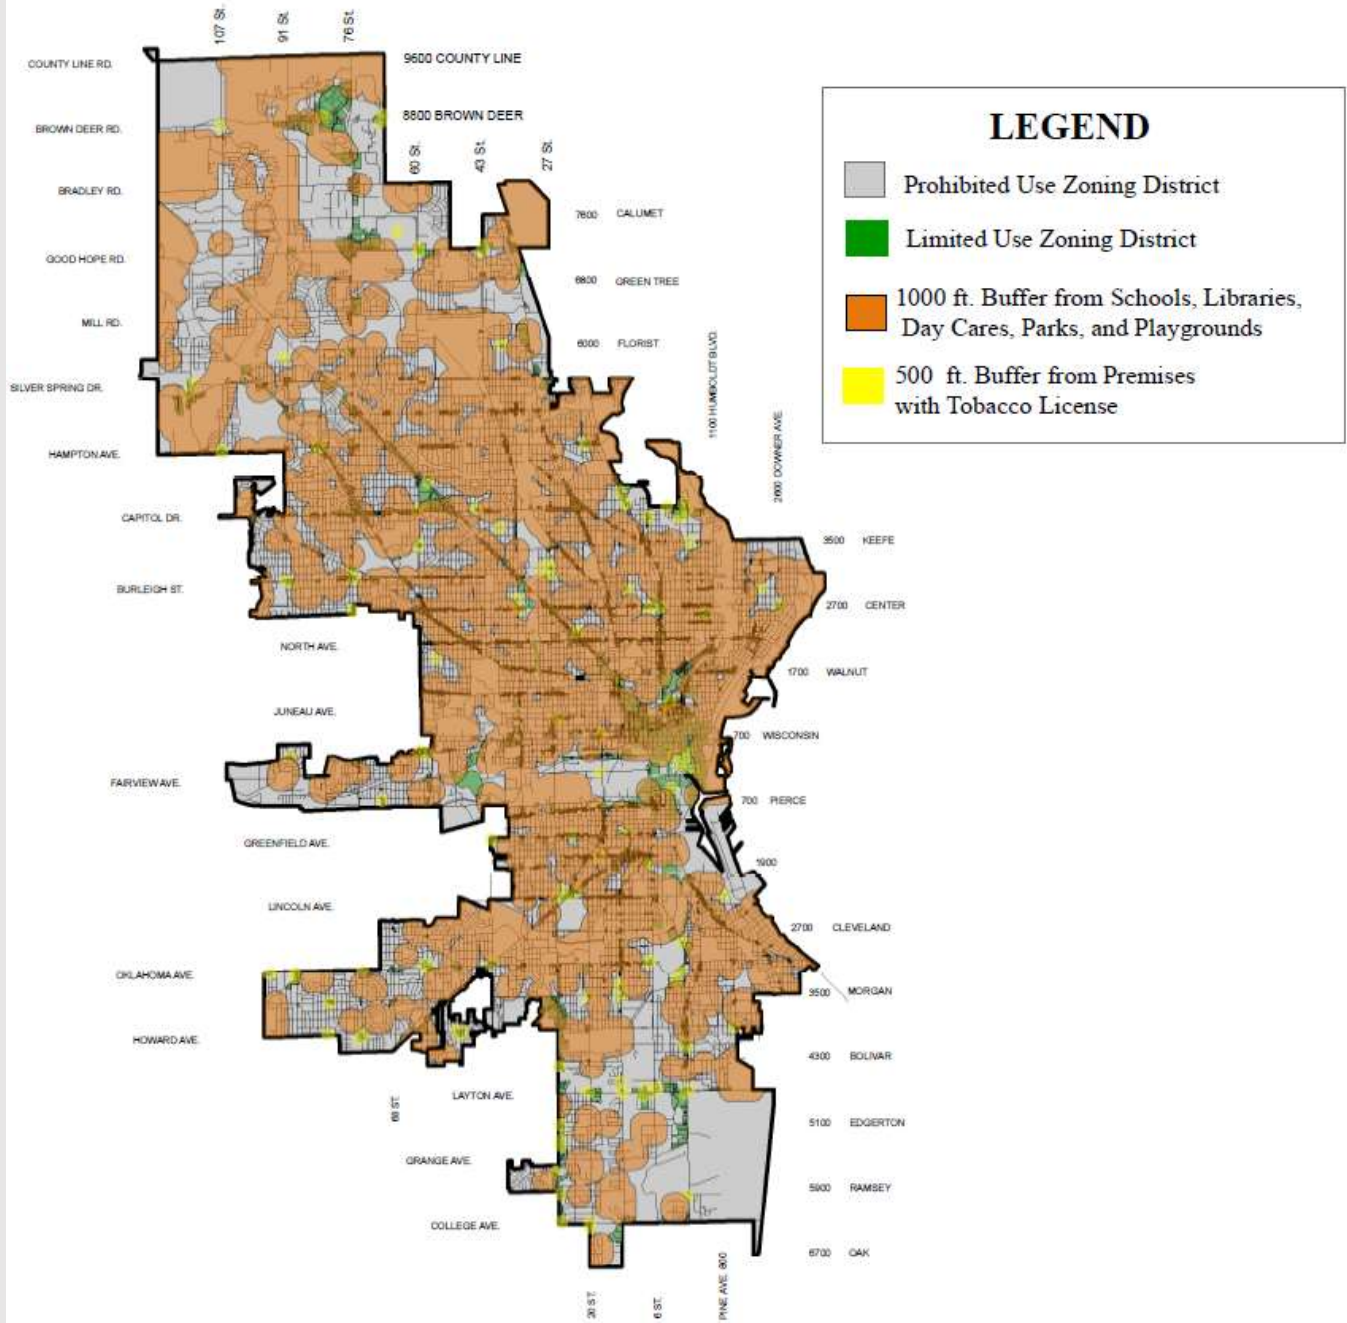 107 St.
91 St.
76 St.
COUNTY LINE RD.
9600 COUNTY LINE
8800 BROWN DEER
BROWN DEER RD.
60 St.
43 St.
27 St.
BRADLEY RD.
7600 CALUMET
GOOD HOPE RD.
6800 GREEN TREE
MILL RD.
6000 FLORIST
SILVER SPRING DR.
1100 HUMBOLDT BLVD.
2600 DOWNER AVE.
HAMPTON AVE.
CAPITOL DR.
3500 KEEFE
BURLEIGH ST.
2700 CENTER
NORTH AVE.
1700 WALNUT
JUNEAU AVE.
700 WISCONSIN
FAIRVIEW AVE.
700 PIERCE
GREENFIELD AVE.
1900
LINCOLN AVE.
2700 CLEVELAND
OKLAHOMA AVE.
3500 MORGAN
HOWARD AVE.
4300 BOLIVAR
LAYTON AVE.
68 ST.
5100 EDGERTON
GRANGE AVE.
5900 RAMSEY
COLLEGE AVE.
6700 OAK
20 ST.
6 ST.
PINE AVE. 800
LEGEND
Prohibited Use Zoning District
Limited Use Zoning District
1000 ft. Buffer from Schools, Libraries,
Day Cares, Parks, and Playgrounds
500 ft. Buffer from Premises
with Tobacco License